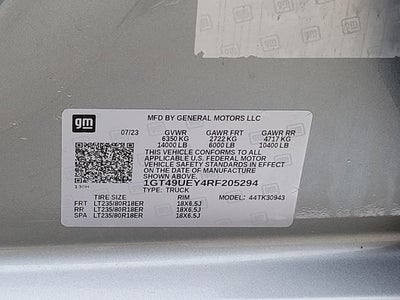 gm
MFD BY GENERAL MOTORS LLC
07/23 GVWR GAWR FRT GAWR RR
6350 KG 2722 KG 4717 KG
14000 LB 6000 LB 10400 LB
THIS VEHICLE CONFORMS TO ALL
APPLICABLE U.S. FEDERAL MOTOR
VEHICLE SAFETY STANDARDS IN EFFECT
ON THE DATE OF MANUFACTURE
SHOWN ABOVE.
1GT49UEY4RF205294
TYPE: TRUCK MODEL: 44TK30943
TIRE SIZE RIM
FRT LT235/80R18ER 18X6.5J
RR LT235/80R18ER 18X6.5J
SPA LT235/80R18ER 18X6.5J